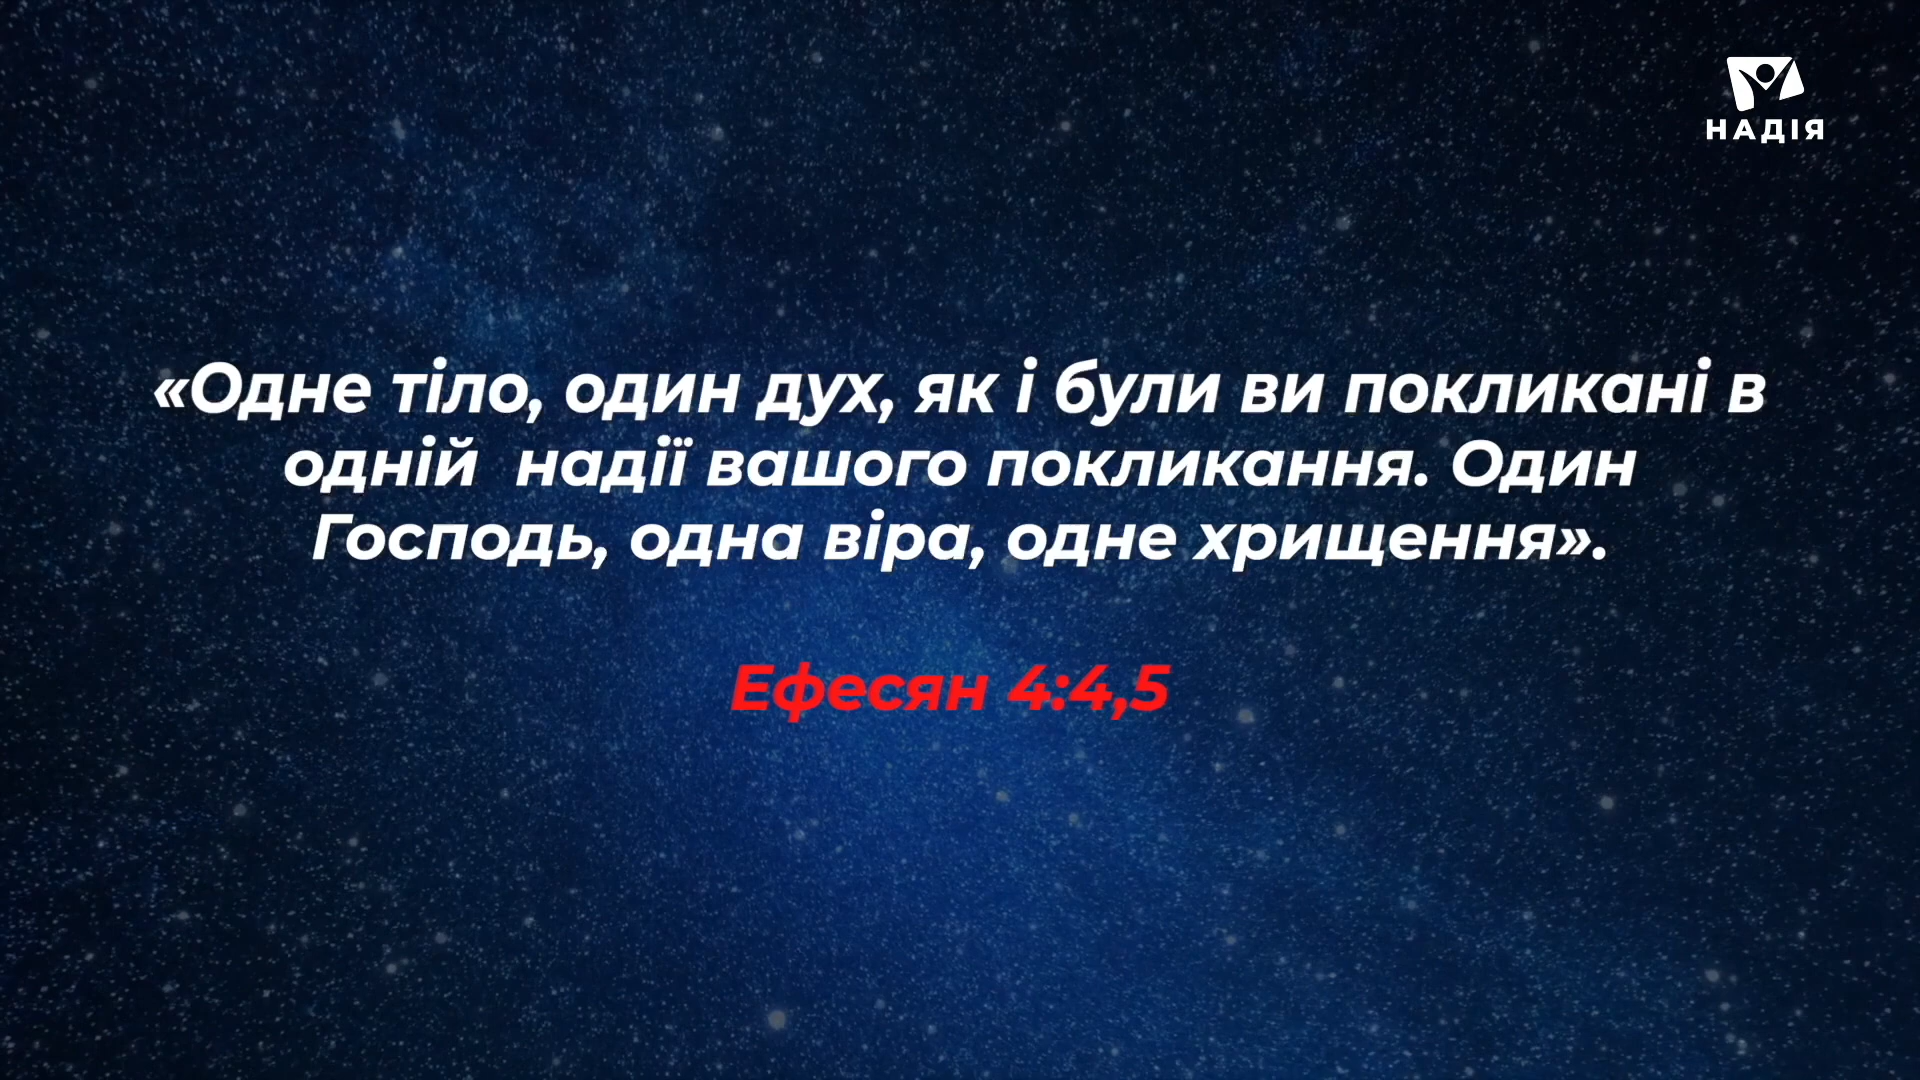 НАДІЯ
«Одне тіло, один дух, як і були ви покликані в
одній  надії вашого покликання. Один
Господь, одна віра, одне хрищення».
Ефесян 4:4,5